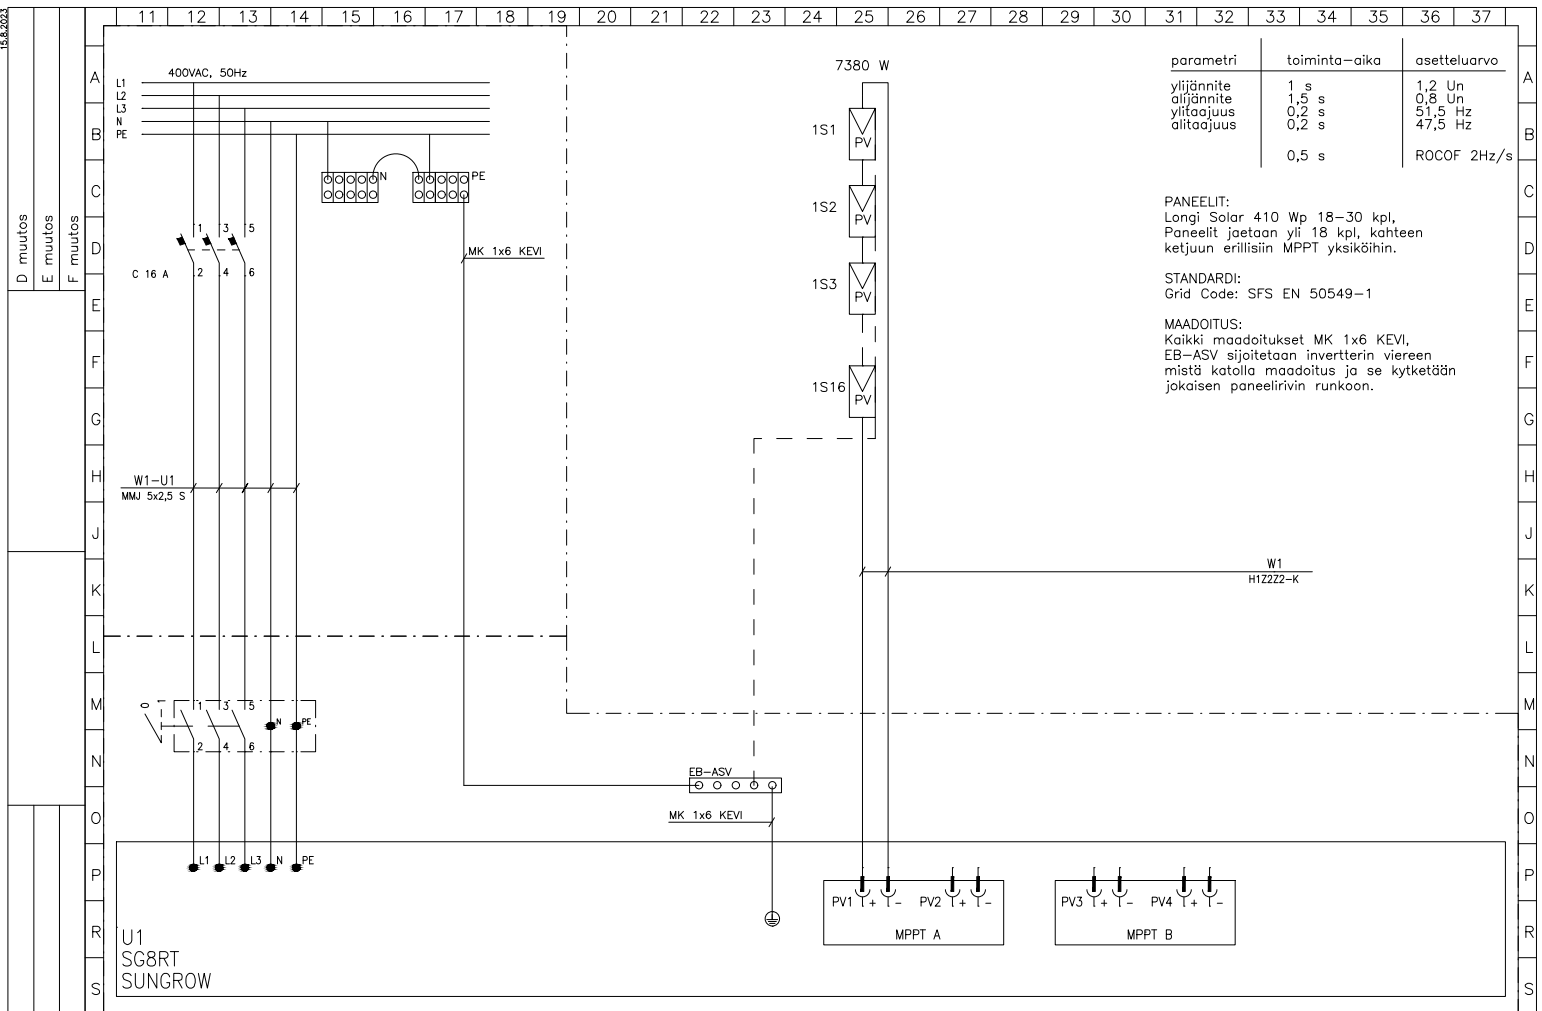 15.8.2023
11 12 13 14 15 16 17 18 19 20 21 22 23 24 25 26 27 28 29 30 31 32 33 34 35 36 37
D muutos
E muutos
F muutos
A A
B B
C C
D D
E E
F F
G G
H H
J J
K K
L L
M M
N N
O O
P P
R R
S S
400VAC, 50Hz
L1
L2
L3
N
PE
N PE
1 3 5
2 4 6
C 16 A
MK 1x6 KEVI
W1-U1
MMJ 5x2,5 S
0 1
1 3 5
N PE
2 4 6
L1 L2 L3 N PE
7380 W
1S1
PV
1S2
PV
1S3
PV
1S16
PV
W1
H1Z2Z2-K
EB-ASV
MK 1x6 KEVI
parametri toiminta-aika asetteluarvo
ylijännite 1 s 1,2 Un
alijännite 1,5 s 0,8 Un
ylitaajuus 0,2 s 51,5 Hz
alitaajuus 0,2 s 47,5 Hz
0,5 s ROCOF 2Hz/s
PANEELIT:
Longi Solar 410 Wp 18-30 kpl,
Paneelit jaetaan yli 18 kpl, kahteen
ketjuun erillisiin MPPT yksiköihin.
STANDARDI:
Grid Code: SFS EN 50549-1
MAADOITUS:
Kaikki maadoitukset MK 1x6 KEVI,
EB-ASV sijoitetaan invertterin viereen
mistä katolla maadoitus ja se kytketään
jokaisen paneelirivin runkoon.
PV1 + - PV2 + -
MPPT A
PV3 + - PV4 + -
MPPT B
U1
SG8RT
SUNGROW